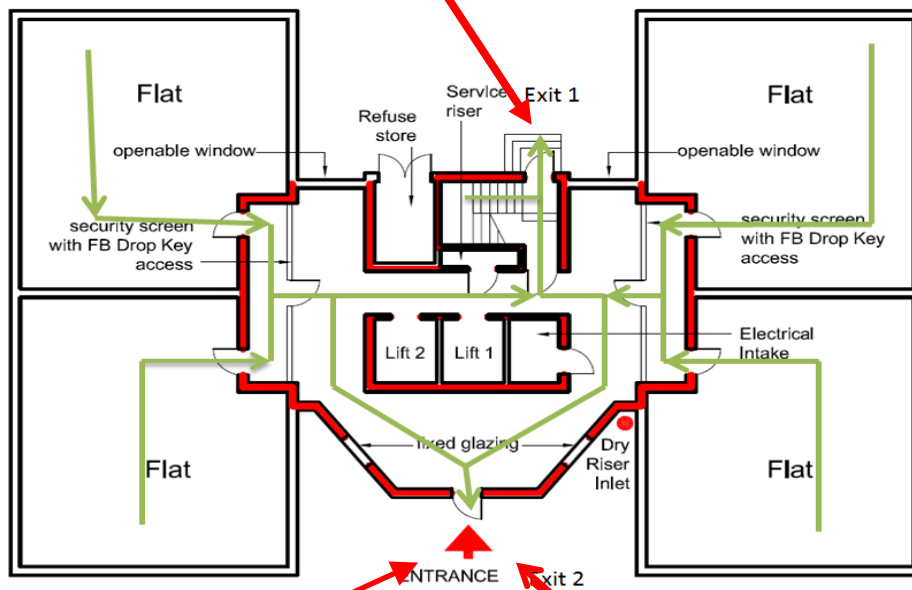 Flat
Service
riser
Exit 1
Flat
Refuse
store
openable window
openable window
security screen
with FB Drop Key
access
security screen
with FB Drop Key
access
Lift 2
Lift 1
Electrical
Intake
Flat
fixed glazing
Dry
Riser
Inlet
Flat
ENTRANCE
Exit 2